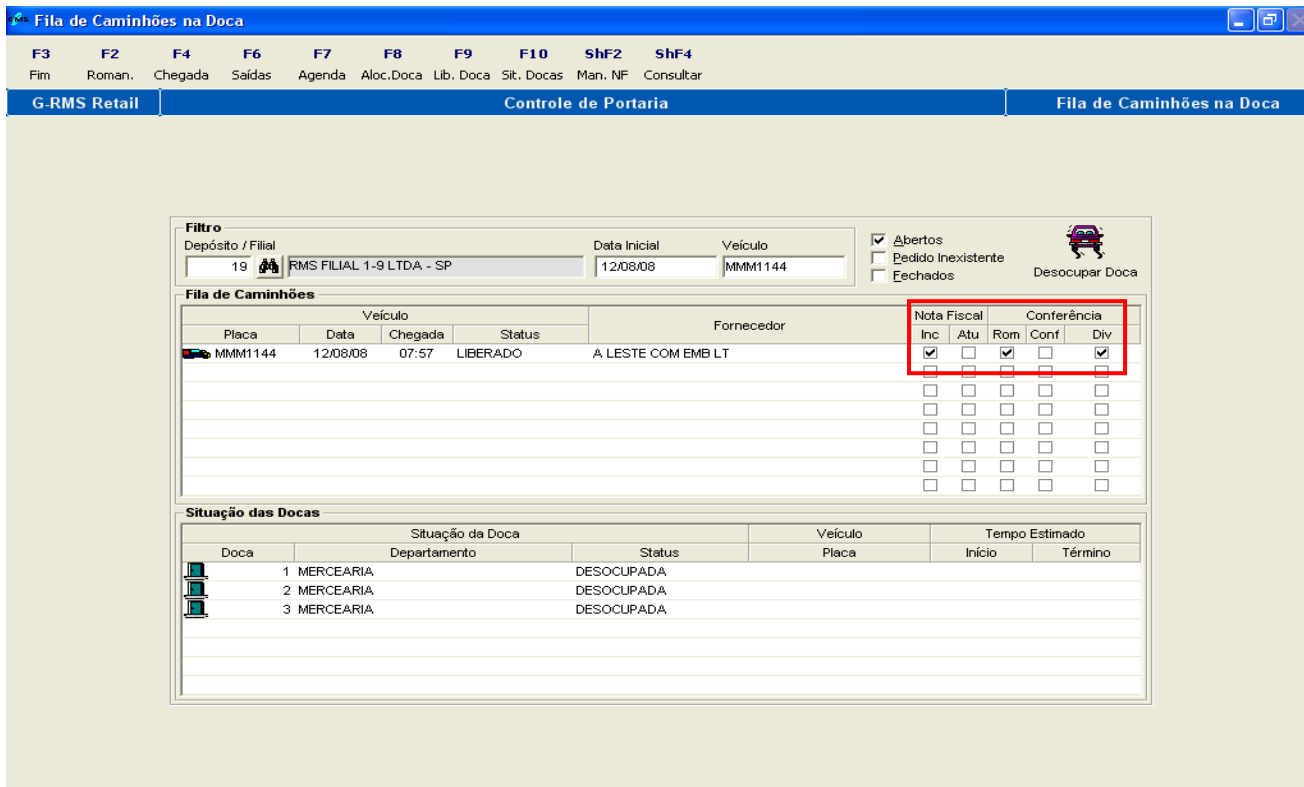 RMS Fila de Caminhões na Doca
F3 F2 F4 F6 F7 F8 F9 F10 ShF2 ShF4
Fim Roman. Chegada Saídas Agenda Aloc.Doca Lib. Doca Sit. Docas Man. NF Consultar
G-RMS Retail Controle de Portaria Fila de Caminhões na Doca
Filtro
Depósito / Filial Data Inicial Veículo
19 RMS FILIAL 1-9 LTDA - SP 12/08/08 MMM1144
Abertos
Pedido Inexistente
Fechados
Desocupar Doca
Fila de Caminhões
Veículo Fornecedor Nota Fiscal Conferência
Placa Data Chegada Status Inc Atu Rom Conf Div
MMM1144 12/08/08 07:57 LIBERADO A LESTE COM EMB LT
Situação das Docas
Situação da Doca Veículo Tempo Estimado
Doca Departamento Status Placa Início Término
1 MERCEARIA DESOCUPADA
2 MERCEARIA DESOCUPADA
3 MERCEARIA DESOCUPADA